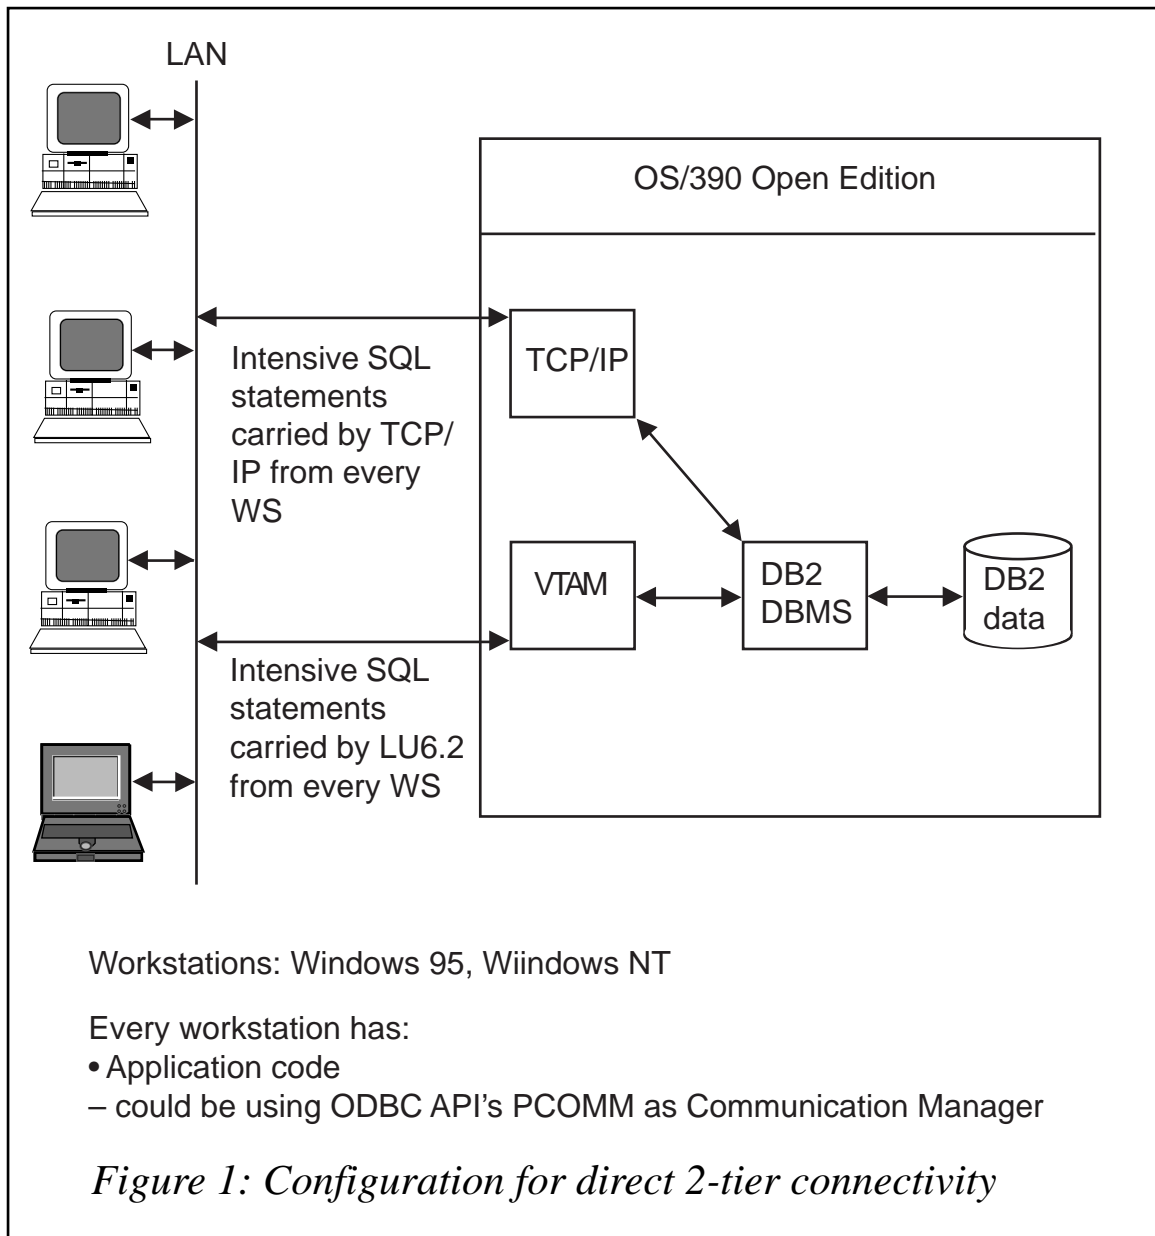 LAN
OS/390 Open Edition
Intensive SQL
statements
carried by TCP/
IP from every
WS
TCP/IP
VTAM
DB2
DBMS
DB2
data
Intensive SQL
statements
carried by LU6.2
from every WS
Workstations: Windows 95, Wiindows NT
Every workstation has:
• Application code
– could be using ODBC API's PCOMM as Communication Manager
Figure 1: Configuration for direct 2-tier connectivity